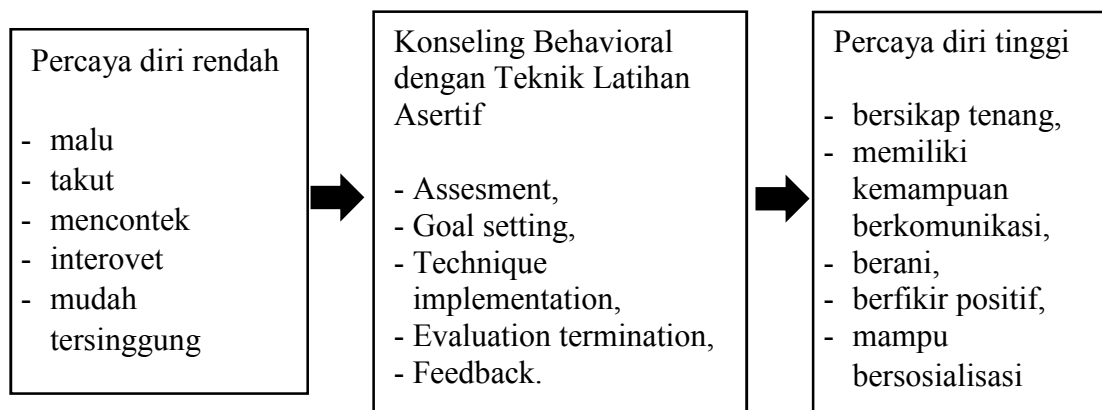 Percaya diri rendah
- malu
- takut
- mencontek
- interovet
- mudah
tersinggung
Konseling Behavioral
dengan Teknik Latihan
Asertif
- Assesment,
- Goal setting,
- Technique
implementation,
- Evaluation termination,
- Feedback.
Percaya diri tinggi
- bersikap tenang,
- memiliki
kemampuan
berkomunikasi,
- berani,
- berfikir positif,
- mampu
bersosialisasi